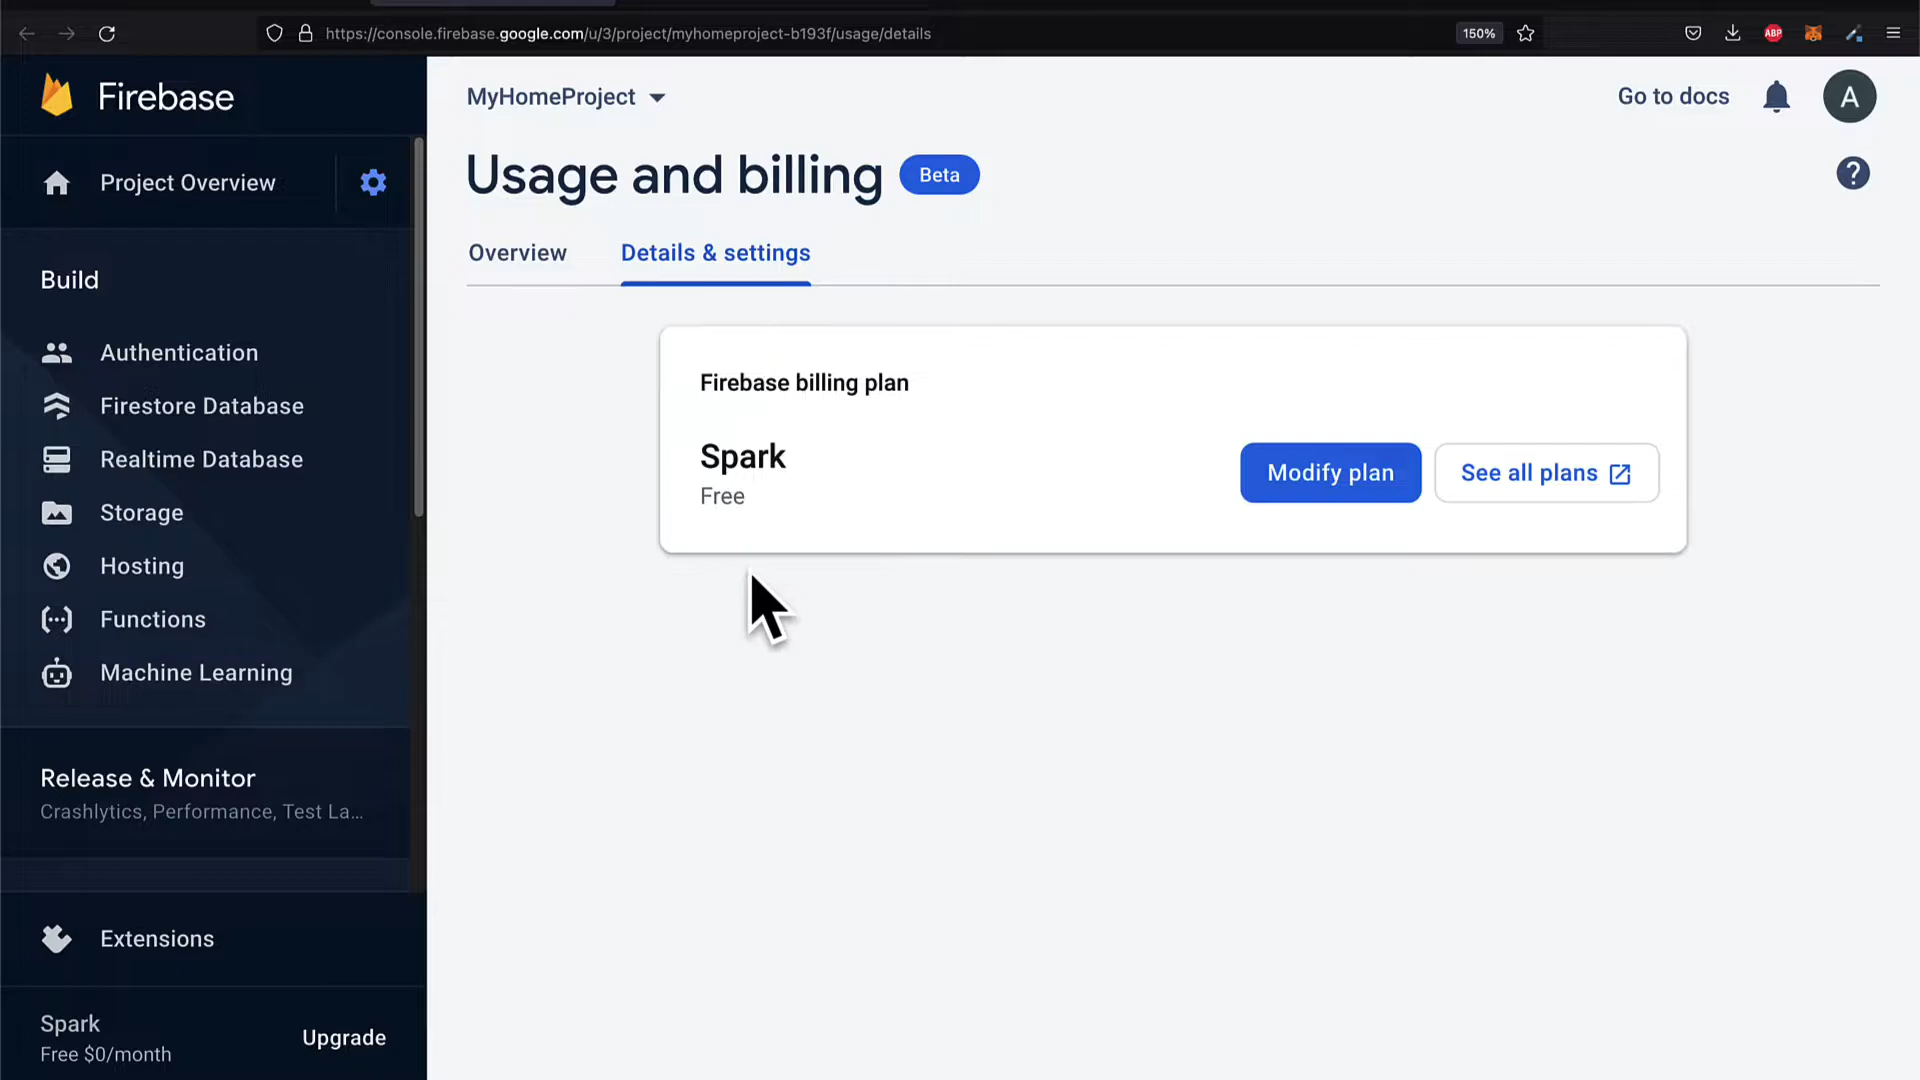 https://console.firebase.google.com/u/3/project/myhomeproject-b193f/usage/details
150%
ABP
Firebase
MyHomeProject
Go to docs
A
Project Overview
Usage and billing
Beta
?
Overview
Details & settings
Build
Authentication
Firestore Database
Realtime Database
Storage
Hosting
Functions
Machine Learning
Release & Monitor
Crashlytics, Performance, Test La...
Extensions
Spark
Free $0/month
Upgrade
Firebase billing plan
Spark
Free
Modify plan
See all plans